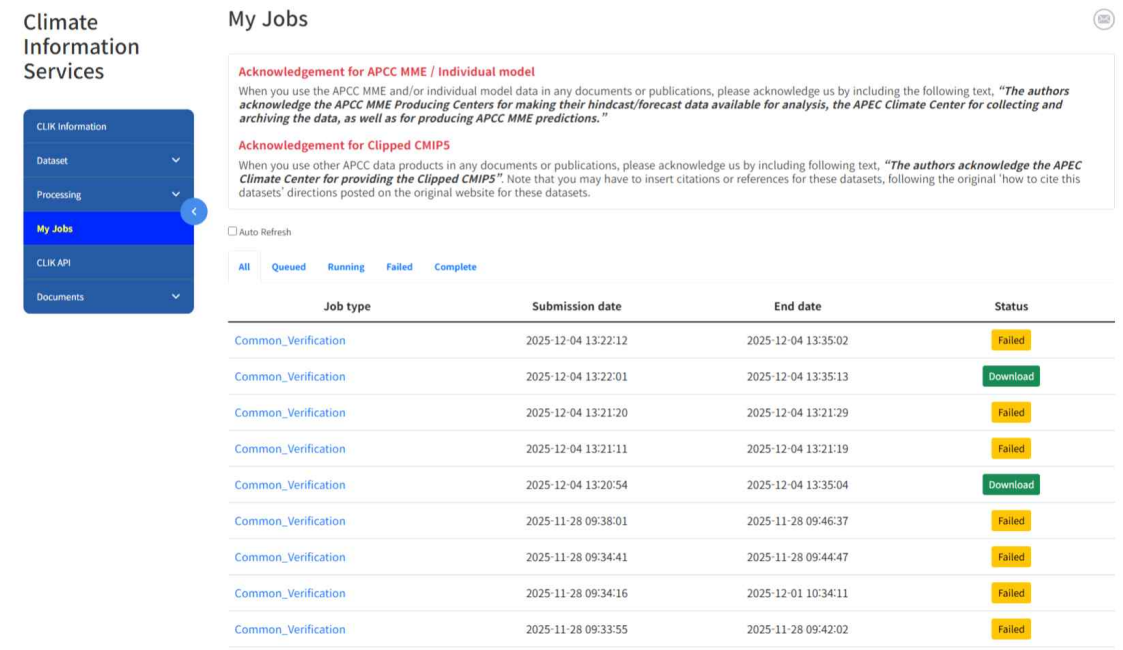 Climate
Information
Services
CLIK Information
Dataset
Processing
My Jobs
CLIK API
Documents
My Jobs
Acknowledgement for APCC MME / Individual model
When you use the APCC MME and/or individual model data in any documents or publications, please acknowledge us by including the following text, “The authors
acknowledge the APCC MME Producing Centers for making their hindcast/forecast data available for analysis, the APEC Climate Center for collecting and
archiving the data, as well as for producing APCC MME predictions.”
Acknowledgement for Clipped CMIP5
When you use other APCC data products in any documents or publications, please acknowledge us by including following text, “The authors acknowledge the APEC
Climate Center for providing the Clipped CMIP5”. Note that you may have to insert citations or references for these datasets, following the original ‘how to cite this
datasets’ directions posted on the original website for these datasets.
Auto Refresh
All Queued Running Failed Complete
Job type Submission date End date Status
Common_Verification 2025-12-04 13:22:12 2025-12-04 13:35:02 Failed
Common_Verification 2025-12-04 13:22:01 2025-12-04 13:35:13 Download
Common_Verification 2025-12-04 13:21:20 2025-12-04 13:21:29 Failed
Common_Verification 2025-12-04 13:21:11 2025-12-04 13:21:19 Failed
Common_Verification 2025-12-04 13:20:54 2025-12-04 13:35:04 Download
Common_Verification 2025-11-28 09:38:01 2025-11-28 09:46:37 Failed
Common_Verification 2025-11-28 09:34:41 2025-11-28 09:44:47 Failed
Common_Verification 2025-11-28 09:34:16 2025-12-01 10:34:11 Failed
Common_Verification 2025-11-28 09:33:55 2025-11-28 09:42:02 Failed